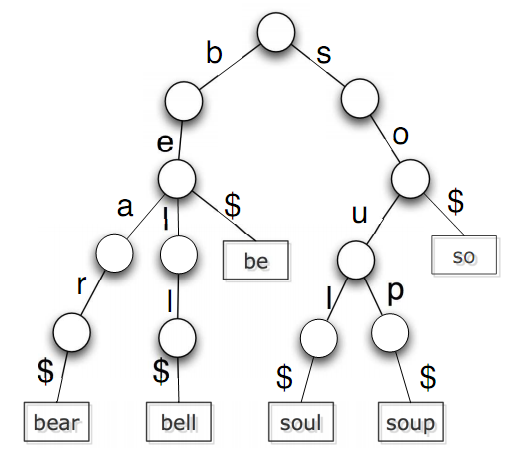 b s
e o
a l $ u $
be so
r l l p
$ $ $ $
bear bell soul soup